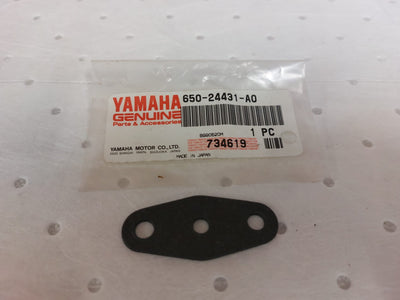 YAMAHA
GENUINE
Parts & Accessories
650-24431-A0
1 PC
734619
YAMAHA MOTOR CO., LTD.
MADE IN JAPAN